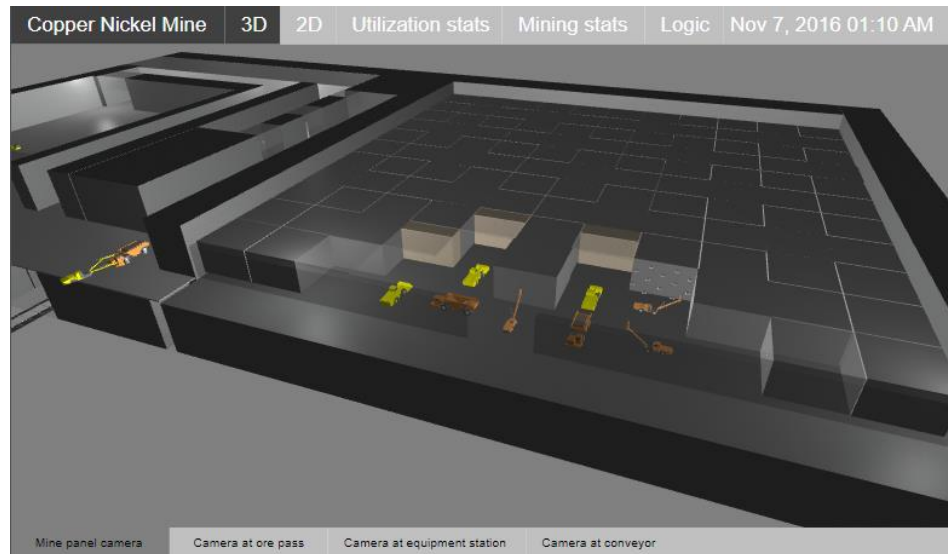 Copper Nickel Mine 3D 2D Utilization stats Mining stats Logic Nov 7, 2016 01:10 AM
Mine panel camera Camera at ore pass Camera at equipment station Camera at conveyor